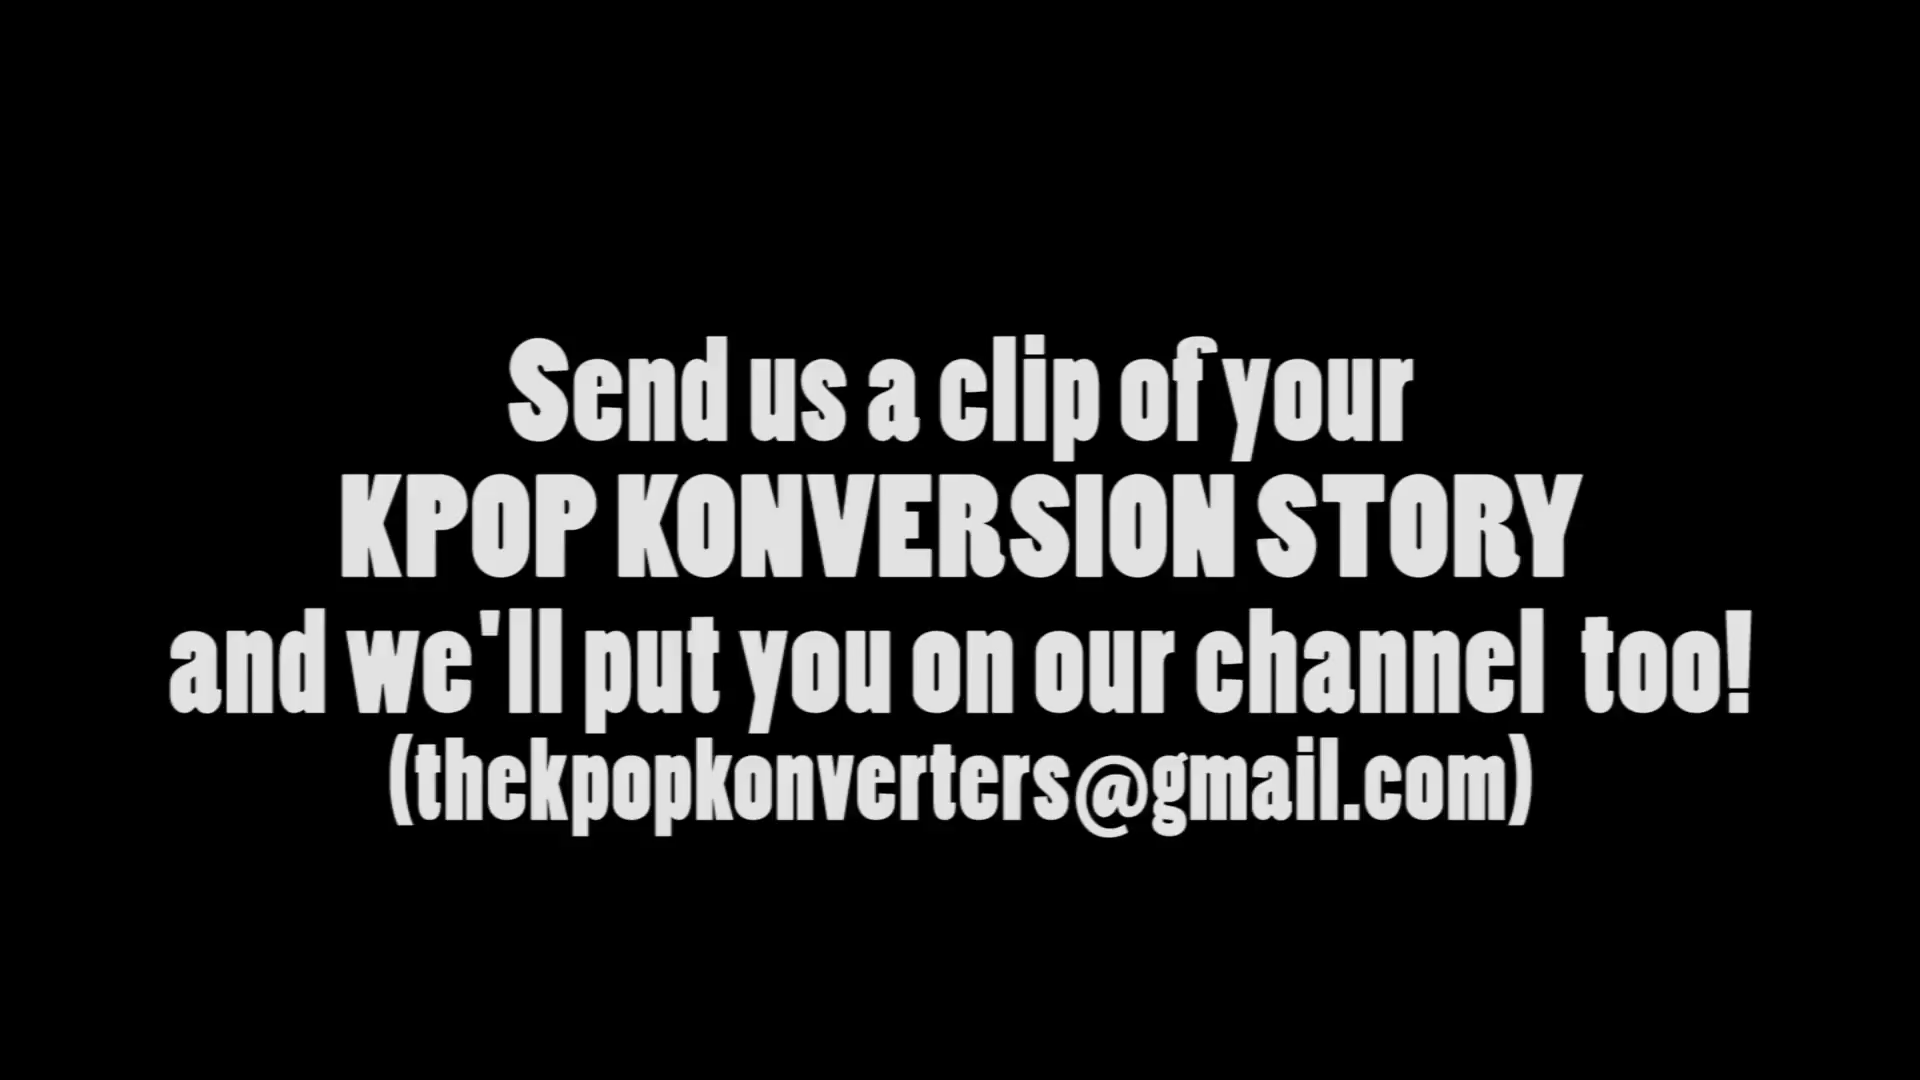 Send us a clip of your
KPOP KONVERSION STORY
and we'll put you on our channel too!
(thekpopkonverters@gmail.com)